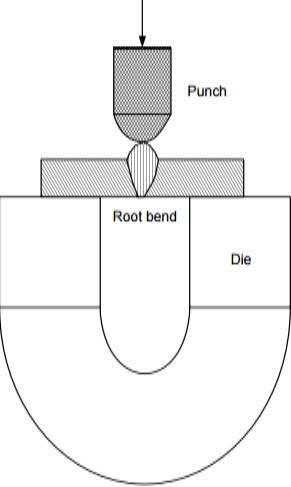 Punch
Root bend
Die